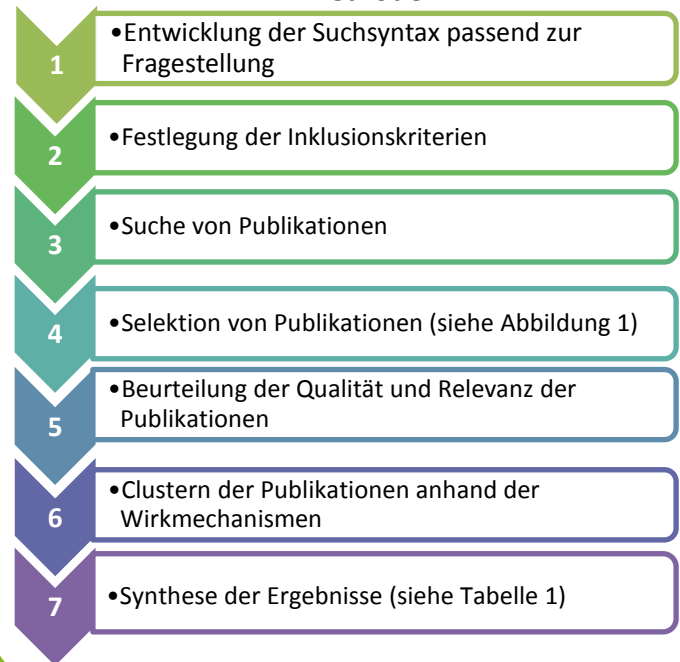 1
•Entwicklung der Suchsyntax passend zur
Fragestellung
2
•Festlegung der Inklusionskriterien
3
•Suche von Publikationen
4
•Selektion von Publikationen (siehe Abbildung 1)
5
•Beurteilung der Qualität und Relevanz der
Publikationen
6
•Clustern der Publikationen anhand der
Wirkmechanismen
7
•Synthese der Ergebnisse (siehe Tabelle 1)